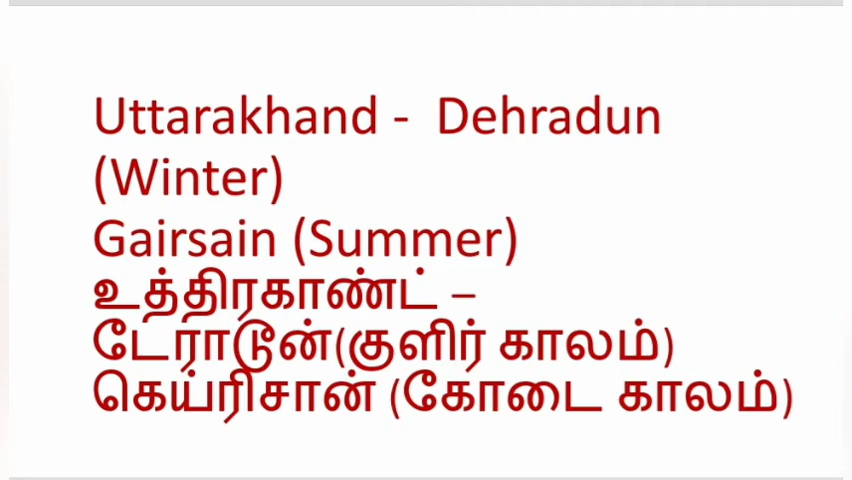 Uttarakhand - Dehradun
(Winter)
Gairsain (Summer)
உத்திரகாண்ட் –
டேராடூன்(குளிர் காலம்)
கெய்ரிசான் (கோடை காலம்)